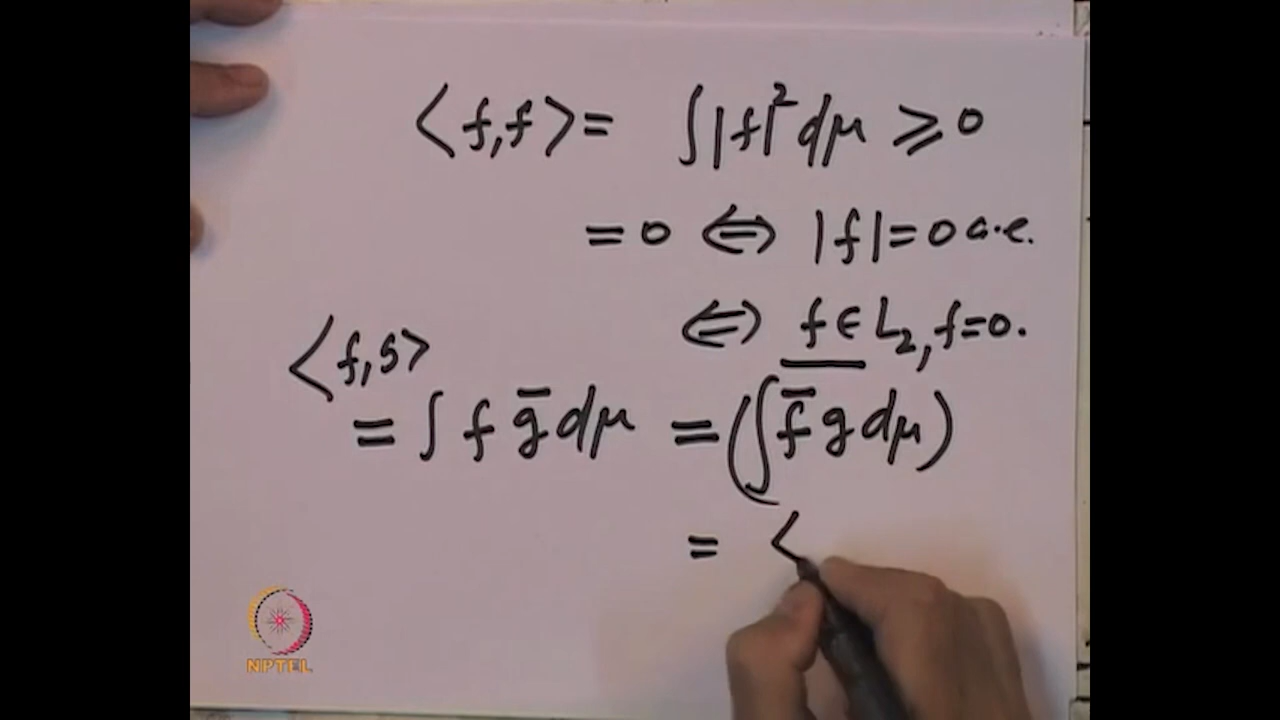 ⟨f,f⟩ = ∫|f|² dμ ⩾ 0
= 0 ⇔ |f| = 0 a.e.
⇔ f ∈ L₂, f = 0.
⟨f,g⟩
= ∫ f ḡ dμ = (∫ f̄ g dμ)
= ⟨
NPTEL